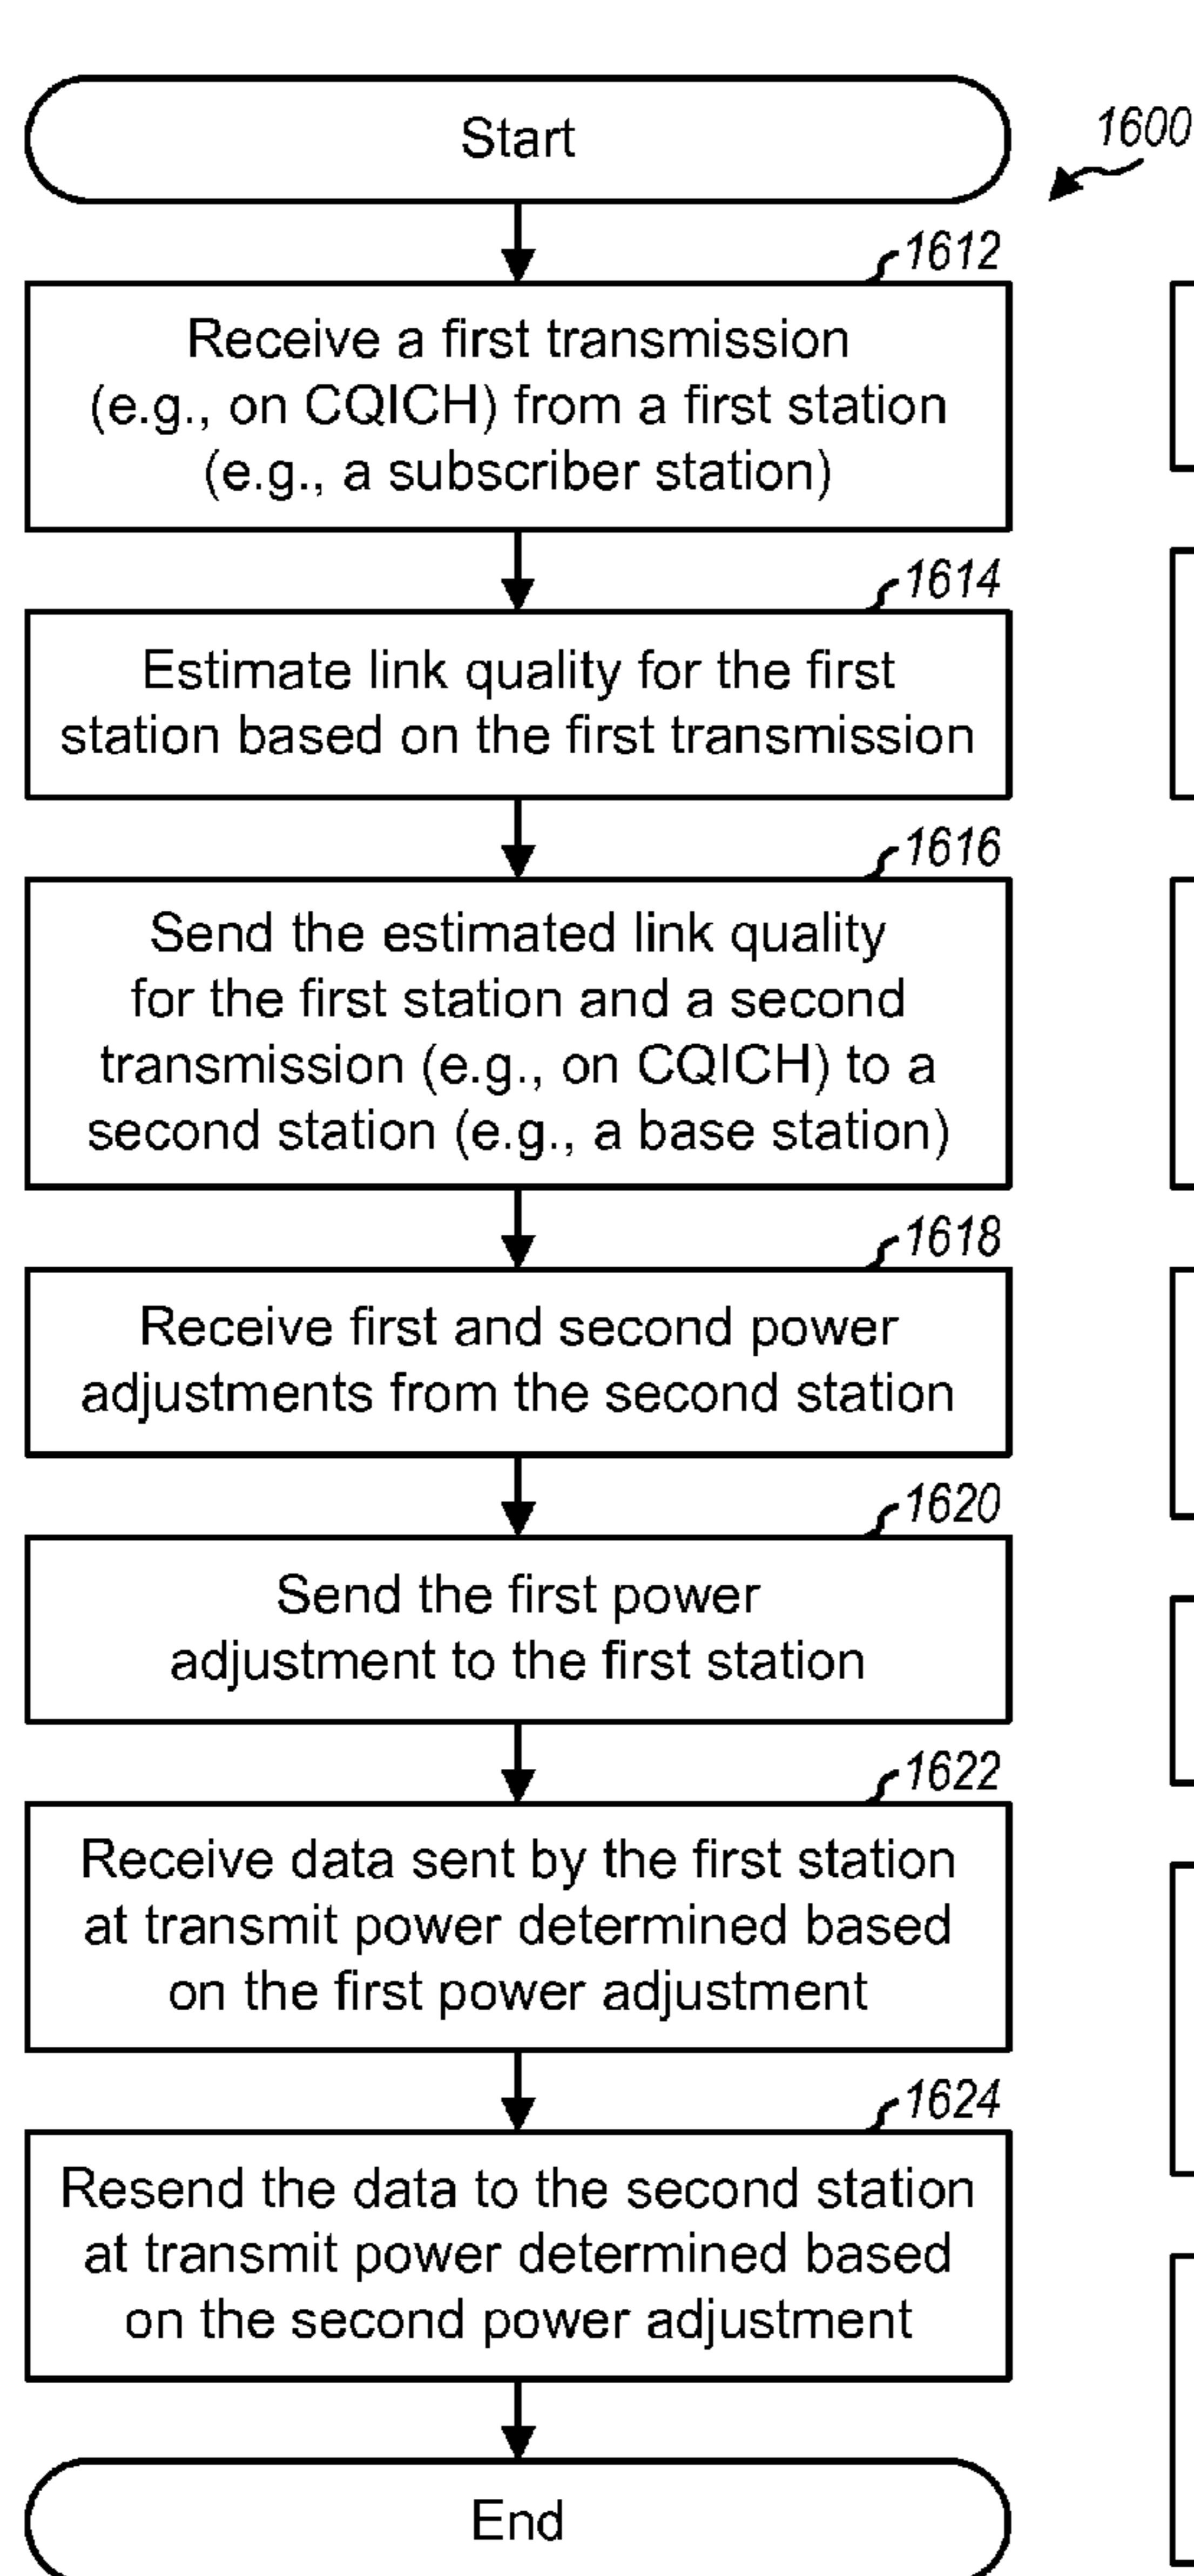 Start
1600
1612
Receive a first transmission
(e.g., on CQICH) from a first station
(e.g., a subscriber station)
1614
Estimate link quality for the first
station based on the first transmission
1616
Send the estimated link quality
for the first station and a second
transmission (e.g., on CQICH) to a
second station (e.g., a base station)
1618
Receive first and second power
adjustments from the second station
1620
Send the first power
adjustment to the first station
1622
Receive data sent by the first station
at transmit power determined based
on the first power adjustment
1624
Resend the data to the second station
at transmit power determined based
on the second power adjustment
End